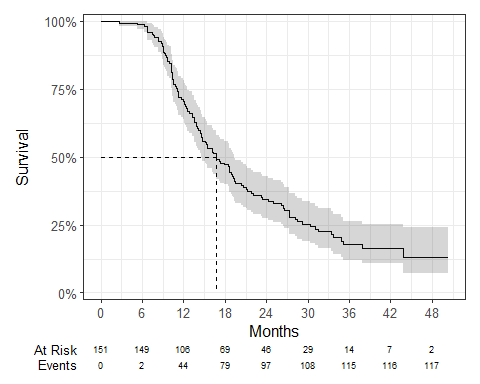 100%
75%
50%
25%
0%
Survival
0 6 12 18 24 30 36 42 48
Months
At Risk 151 149 106 69 46 29 14 7 2
Events 0 2 44 79 97 108 115 116 117